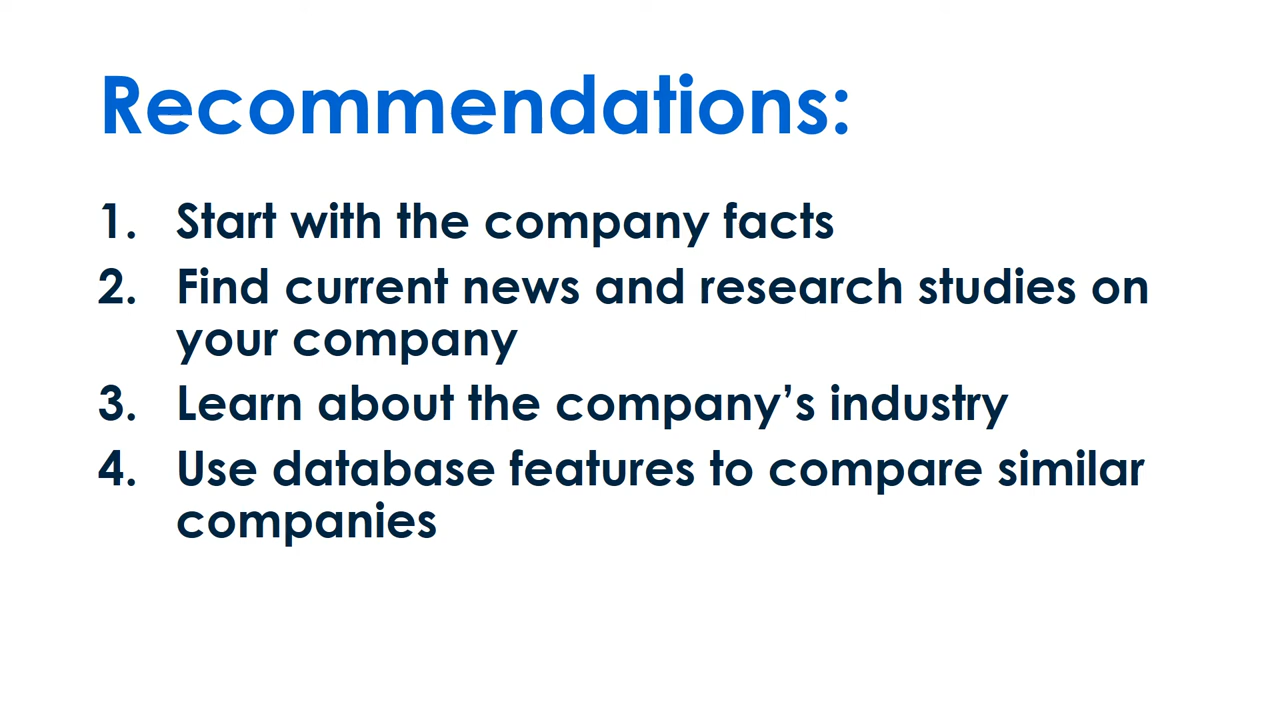 Recommendations:
1. Start with the company facts
2. Find current news and research studies on
your company
3. Learn about the company’s industry
4. Use database features to compare similar
companies